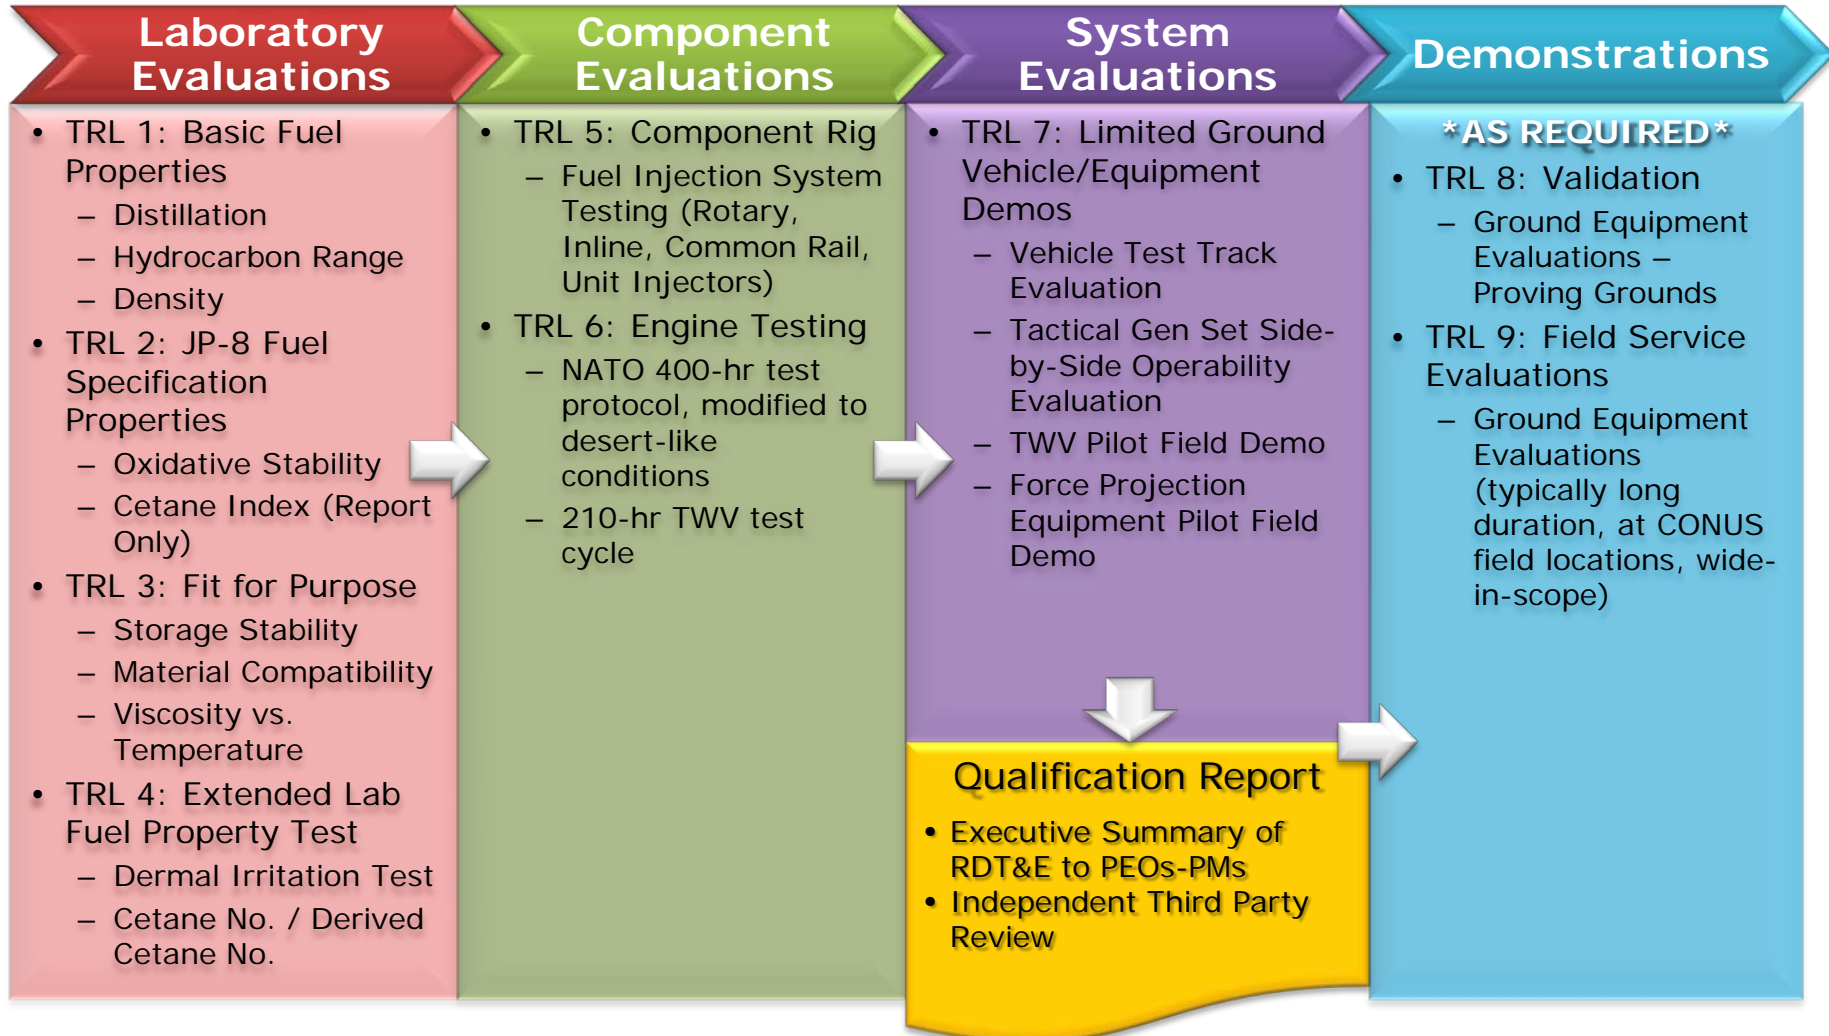 Laboratory
Evaluations
• TRL 1: Basic Fuel
Properties
– Distillation
– Hydrocarbon Range
– Density
• TRL 2: JP-8 Fuel
Specification
Properties
– Oxidative Stability
– Cetane Index (Report
Only)
• TRL 3: Fit for Purpose
– Storage Stability
– Material Compatibility
– Viscosity vs.
Temperature
• TRL 4: Extended Lab
Fuel Property Test
– Dermal Irritation Test
– Cetane No. / Derived
Cetane No.
Component
Evaluations
• TRL 5: Component Rig
– Fuel Injection System
Testing (Rotary,
Inline, Common Rail,
Unit Injectors)
• TRL 6: Engine Testing
– NATO 400-hr test
protocol, modified to
desert-like
conditions
– 210-hr TWV test
cycle
System
Evaluations
• TRL 7: Limited Ground
Vehicle/Equipment
Demos
– Vehicle Test Track
Evaluation
– Tactical Gen Set Side-
by-Side Operability
Evaluation
– TWV Pilot Field Demo
– Force Projection
Equipment Pilot Field
Demo
Qualification Report
• Executive Summary of
RDT&E to PEOs-PMs
• Independent Third Party
Review
Demonstrations
*AS REQUIRED*
• TRL 8: Validation
– Ground Equipment
Evaluations –
Proving Grounds
• TRL 9: Field Service
Evaluations
– Ground Equipment
Evaluations
(typically long
duration, at CONUS
field locations, wide-
in-scope)